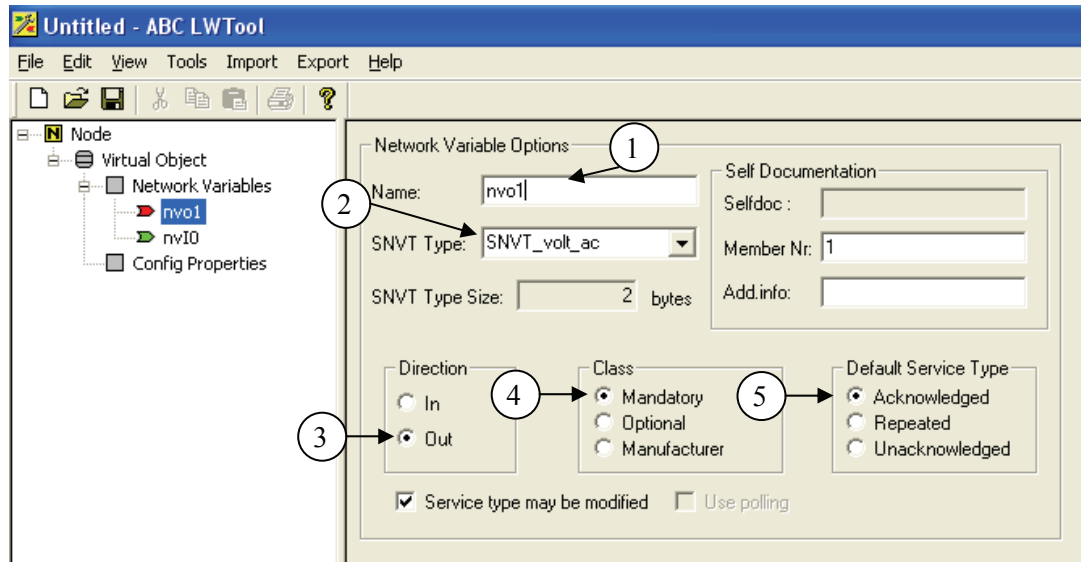 Untitled - ABC LWTool
File Edit View Tools Import Export Help
Node
Virtual Object
Network Variables
nvo1
nvI0
Config Properties
Network Variable Options
1
Name: nvo1
2
SNVT Type: SNVT_volt_ac
SNVT Type Size: 2 bytes
Self Documentation
Selfdoc :
Member Nr: 1
Add.info:
Direction
In
3
Out
Class
4
Mandatory
Optional
Manufacturer
Default Service Type
5
Acknowledged
Repeated
Unacknowledged
Service type may be modified Use polling